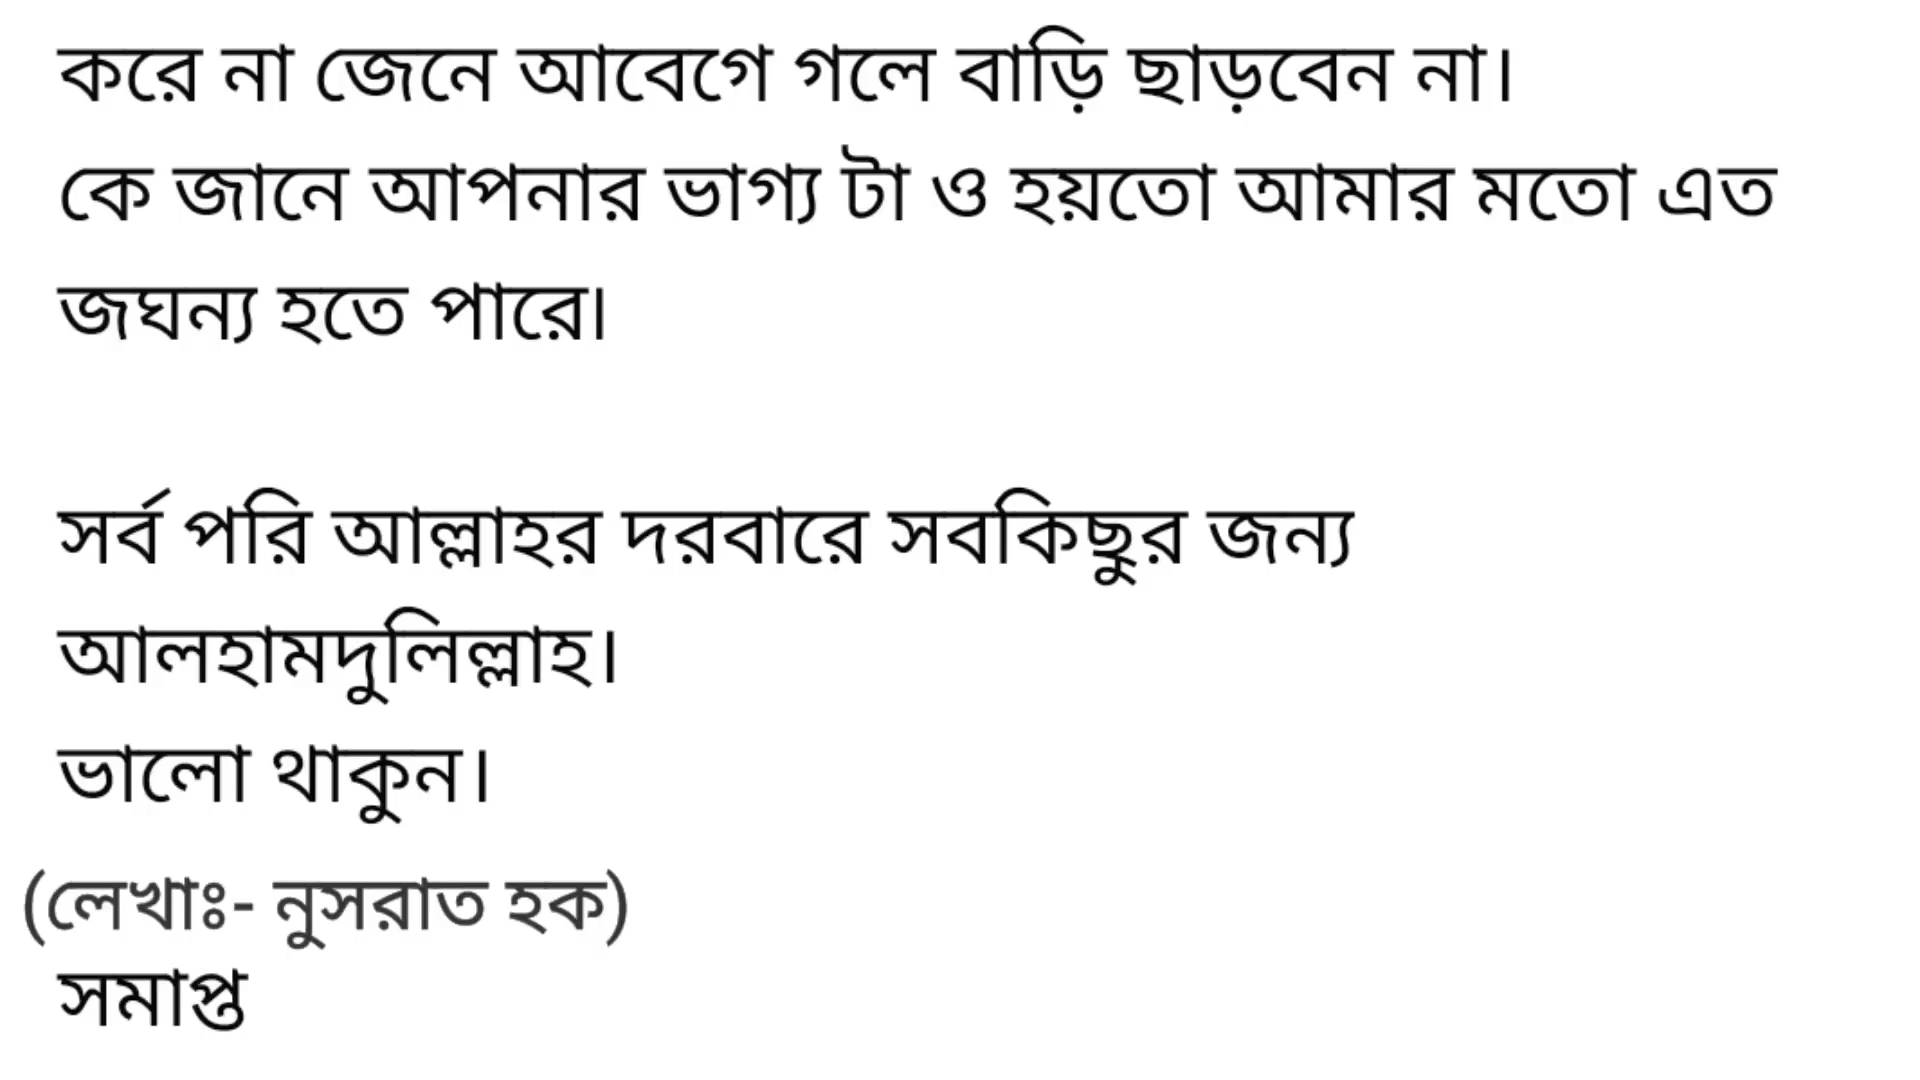 করে না জেনে আবেগে গলে বাড়ি ছাড়বেন না।
কে জানে আপনার ভাগ্য টা ও হয়তো আমার মতো এত
জঘন্য হতে পারে।
সর্ব পরি আল্লাহর দরবারে সবকিছুর জন্য
আলহামদুলিল্লাহ।
ভালো থাকুন।
(লেখাঃ- নুসরাত হক)
সমাপ্ত